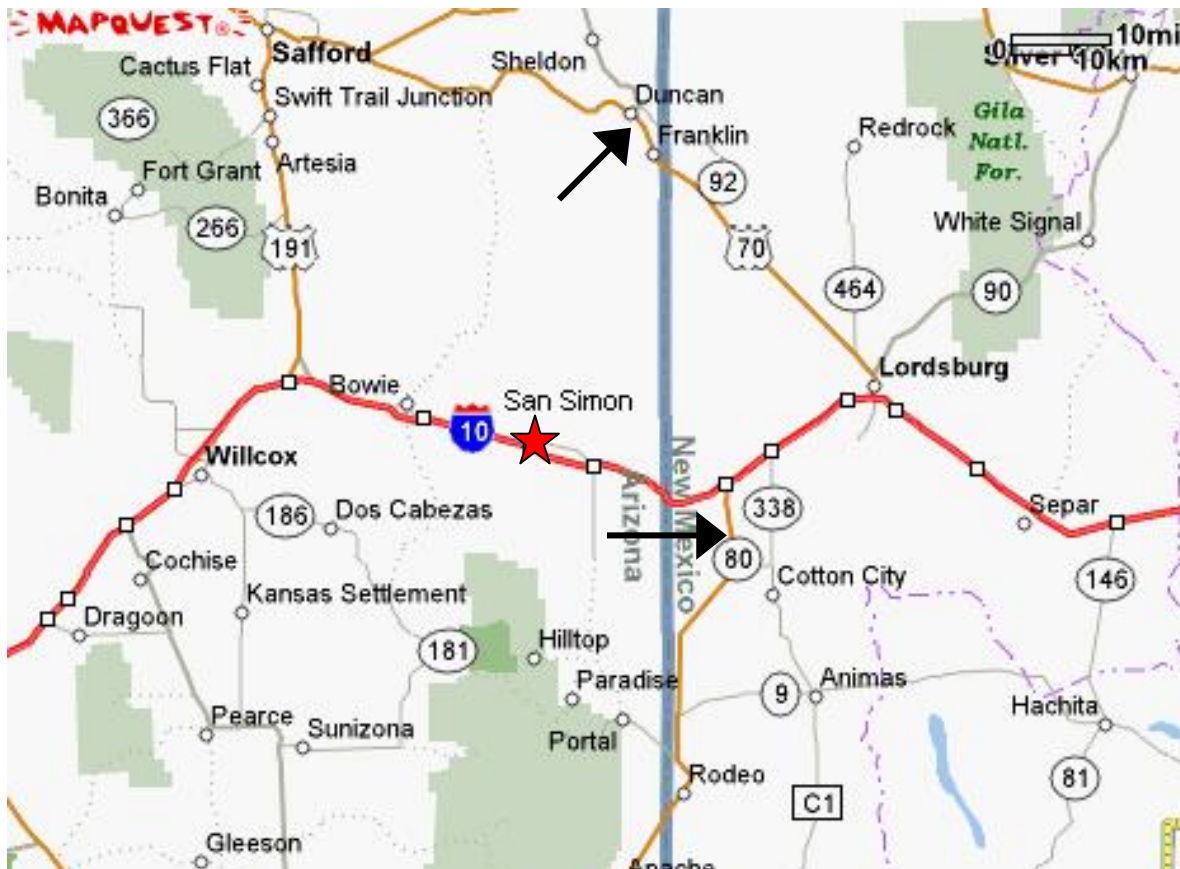 MAPQUEST®
10mi
0
Silver
10km
Safford
Sheldon
Cactus Flat
Duncan
Swift Trail Junction
366
Gila
Natl.
For.
Redrock
Franklin
Fort Grant
Artesia
92
Bonita
266
191
White Signal
70
464
90
Lordsburg
Bowie
San Simon
10
Willcox
New Mexico
Arizona
186
Dos Cabezas
338
Separ
80
Cochise
Cotton City
146
Kansas Settlement
Dragoon
181
Hilltop
Paradise
9
Animas
Pearce
Sunizona
Portal
Hachita
Rodeo
81
C1
Gleeson
Apache